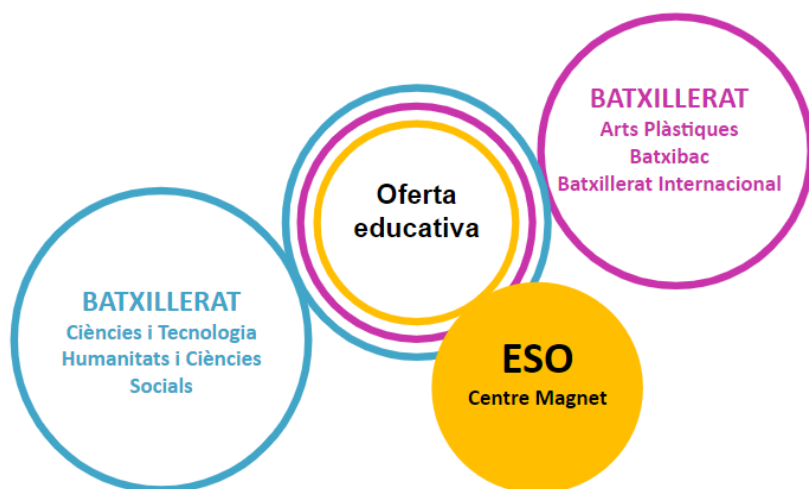 BATXILLERAT
Arts Plàstiques
Batxibac
Batxillerat Internacional
Oferta
educativa
BATXILLERAT
Ciències i Tecnologia
Humanitats i Ciències
Socials
ESO
Centre Magnet